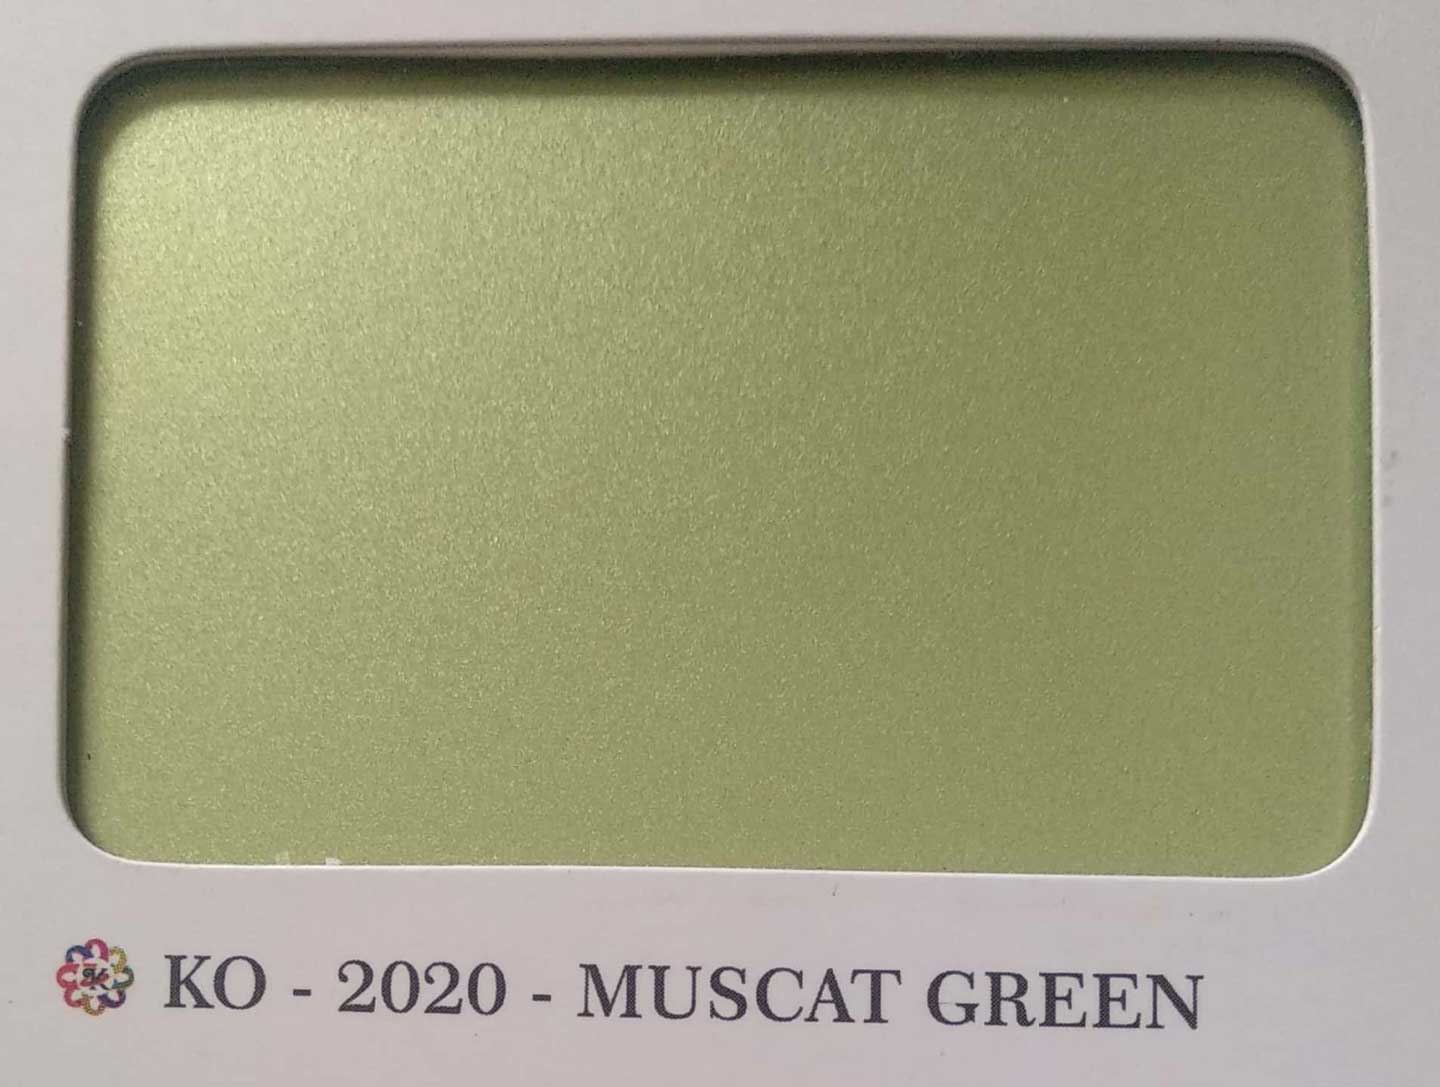 KO - 2020 - MUSCAT GREEN